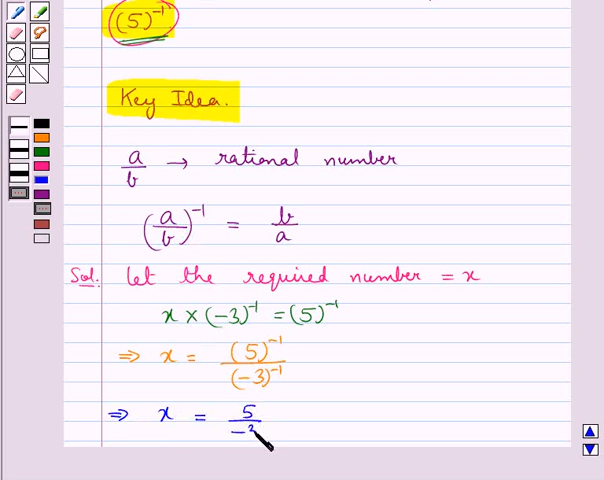 (5)⁻¹
Key Idea.
a/b → rational number
(a/b)⁻¹ = b/a
Sol. let the required number = x
x × (-3)⁻¹ = (5)⁻¹
⇒ x = (5)⁻¹/(-3)⁻¹
⇒ x = 5/-3